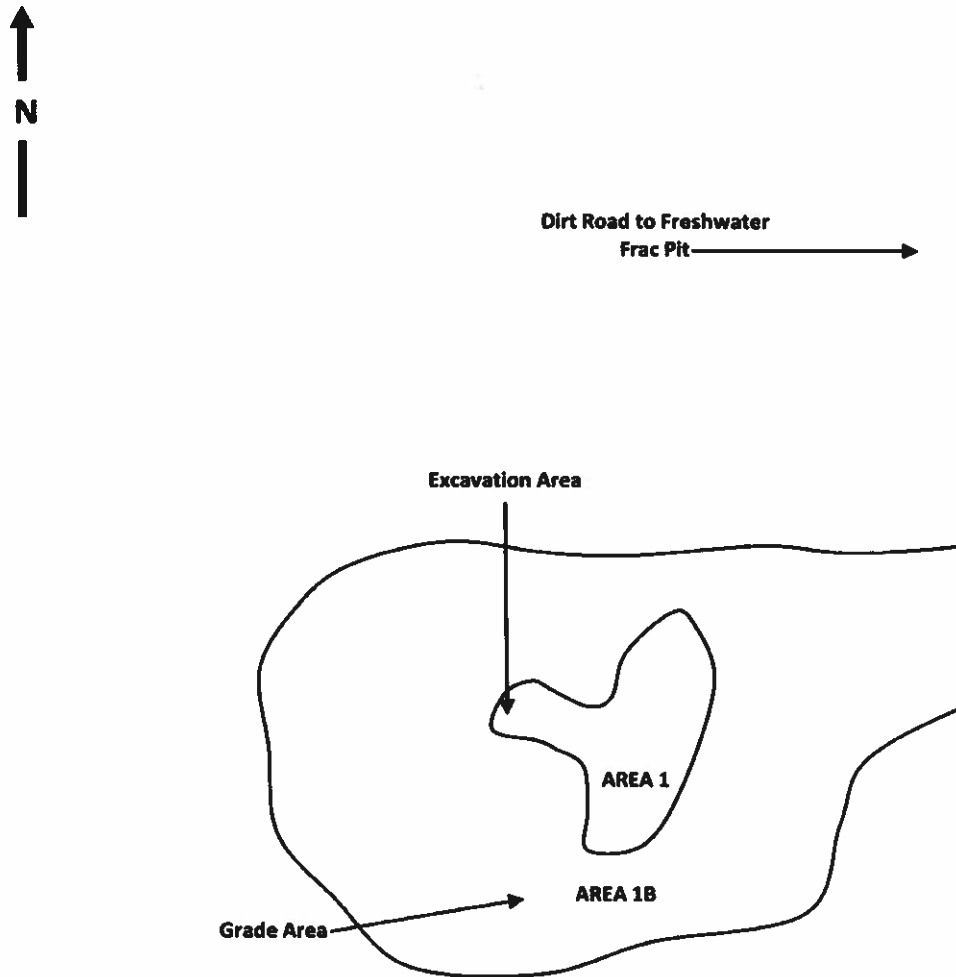 N
Dirt Road to Freshwater
Frac Pit
Excavation Area
AREA 1
AREA 1B
Grade Area